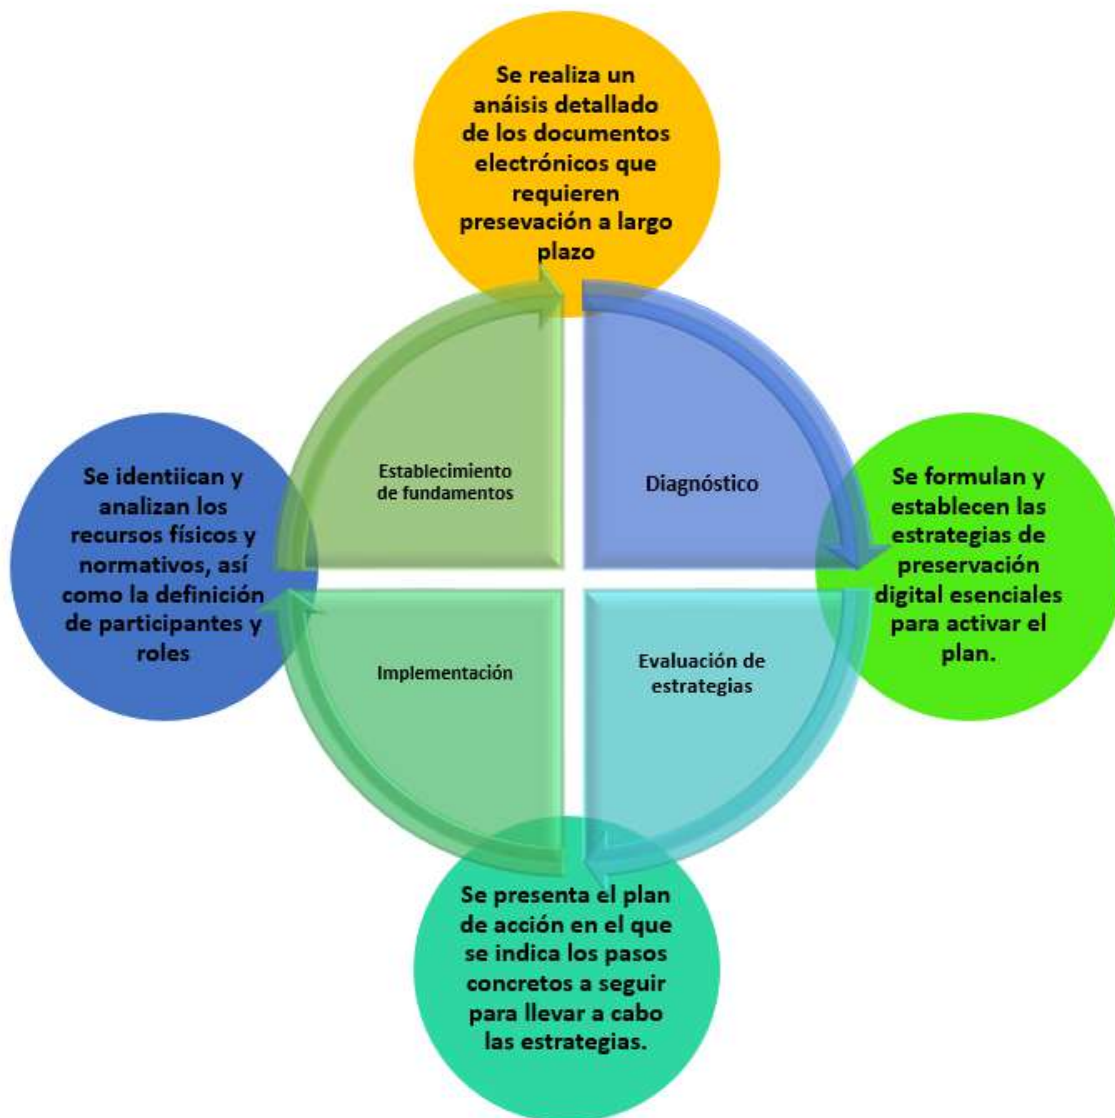 Se realiza un
anáisis detallado
de los documentos
electrónicos que
requieren
presevación a largo
plazo
Establecimiento
de fundamentos
Diagnóstico
Se identiican y
analizan los
recursos físicos y
normativos, así
como la definición
de participantes y
roles
Se formulan y
establecen las
estrategias de
preservación
digital esenciales
para activar el
plan.
Implementación
Evaluación de
estrategias
Se presenta el plan
de acción en el que
se indica los pasos
concretos a seguir
para llevar a cabo
las estrategias.